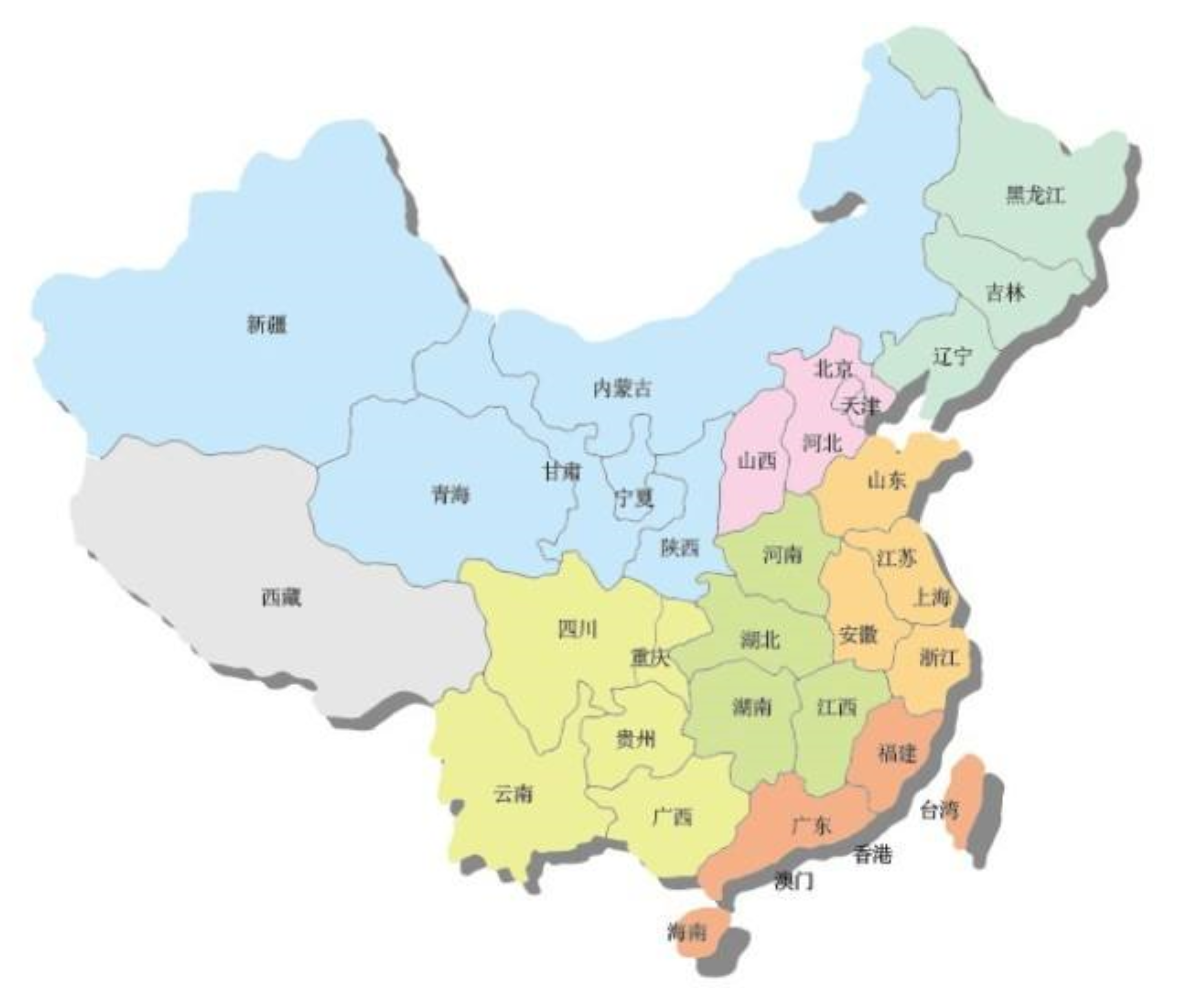 黑龙江
吉林
新疆
辽宁
北京
内蒙古
天津
河北
山西
甘肃
山东
青海
宁夏
陕西
河南
江苏
西藏
上海
四川
安徽
湖北
重庆
浙江
湖南
江西
贵州
福建
云南
台湾
广西
广东
香港
澳门
海南